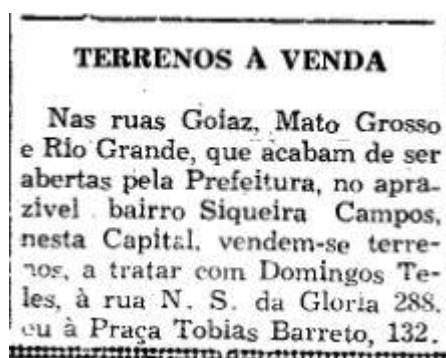 TERRENOS À VENDA
Nas ruas Goiaz, Mato Grosso
e Rio Grande, que acabam de ser
abertas pela Prefeitura, no apra-
zivel bairro Siqueira Campos,
nesta Capital, vendem-se terre-
nos, a tratar com Domingos Te-
les, à rua N. S. da Gloria 288,
ou à Praça Tobias Barreto, 132.